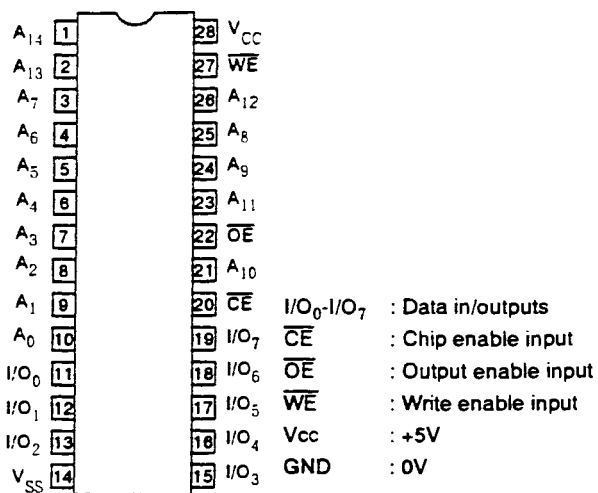 A14 1 28 VCC
A13 2 27 WE
A7 3 26 A12
A6 4 25 A8
A5 5 24 A9
A4 6 23 A11
A3 7 22 OE
A2 8 21 A10
A1 9 20 CE I/O0-I/O7 : Data in/outputs
A0 10 19 I/O7 CE : Chip enable input
I/O0 11 18 I/O6 OE : Output enable input
I/O1 12 17 I/O5 WE : Write enable input
I/O2 13 16 I/O4 Vcc : +5V
VSS 14 15 I/O3 GND : 0V